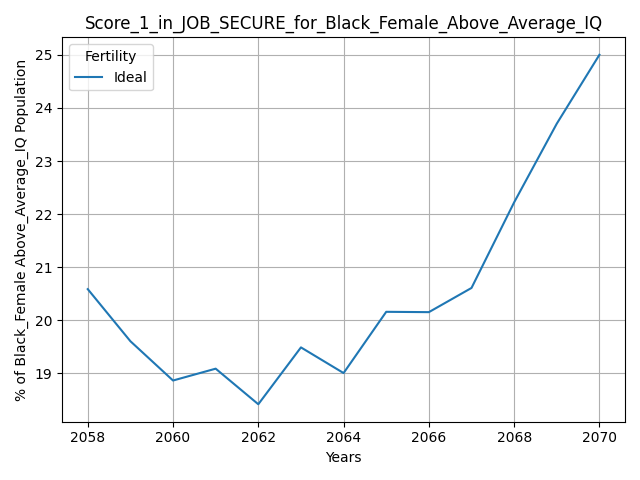 Score_1_in_JOB_SECURE_for_Black_Female_Above_Average_IQ
Fertility
Ideal
% of Black_Female Above_Average_IQ Population
25
24
23
22
21
20
19
2058
2060
2062
2064
2066
2068
2070
Years